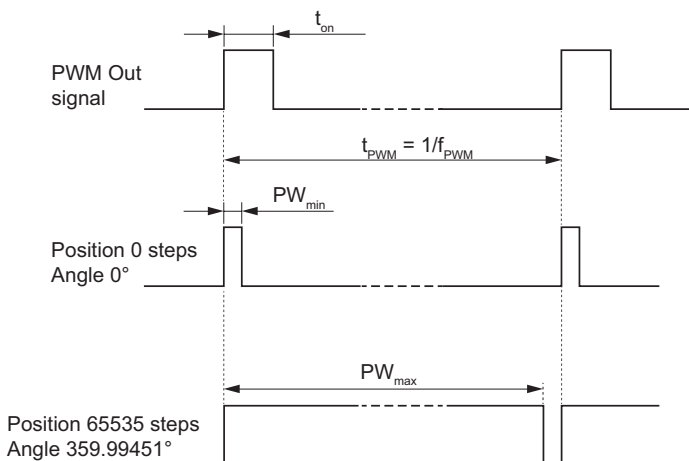 t_on
PWM Out
signal
t_PWM = 1/f_PWM
PW_min
Position 0 steps
Angle 0°
PW_max
Position 65535 steps
Angle 359.99451°